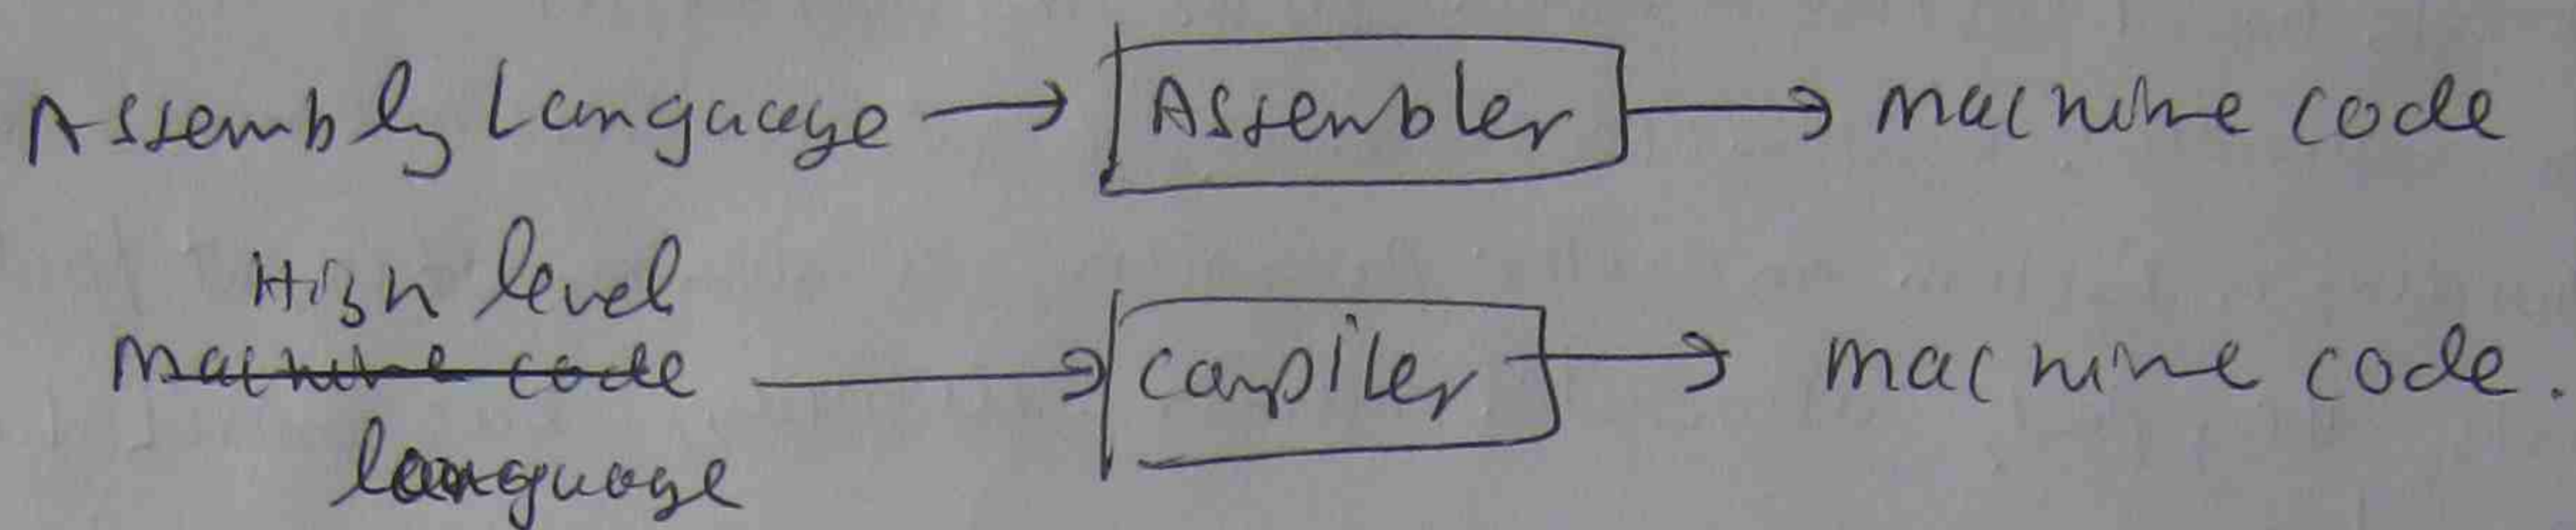 Assembly Language → Assembler → machine code
High level
machine code → compiler → machine code.
language